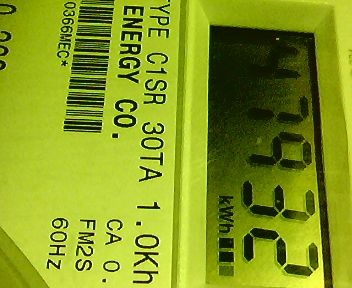 47932
kWh
TYPE C1SR 30TA 1.0Kh
ENERGY CO.
CA 0.
FM2S
60HZ
0366MEC*